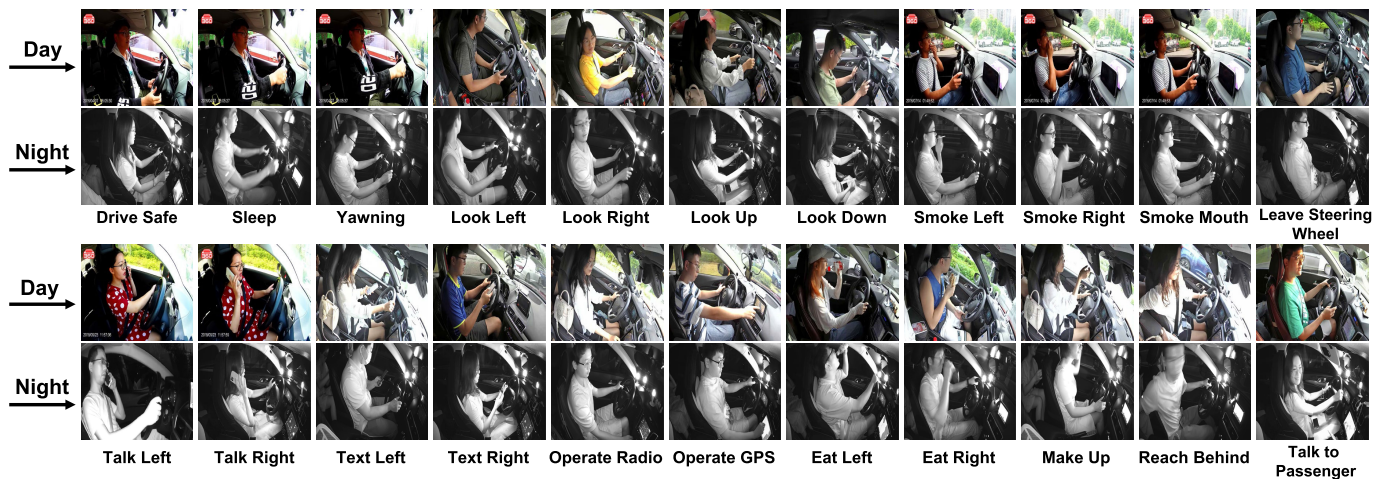 Day
Night
Drive Safe
Sleep
Yawning
Look Left
Look Right
Look Up
Look Down
Smoke Left
Smoke Right
Smoke Mouth
Leave Steering
Wheel
Day
Night
Talk Left
Talk Right
Text Left
Text Right
Operate Radio
Operate GPS
Eat Left
Eat Right
Make Up
Reach Behind
Talk to
Passenger